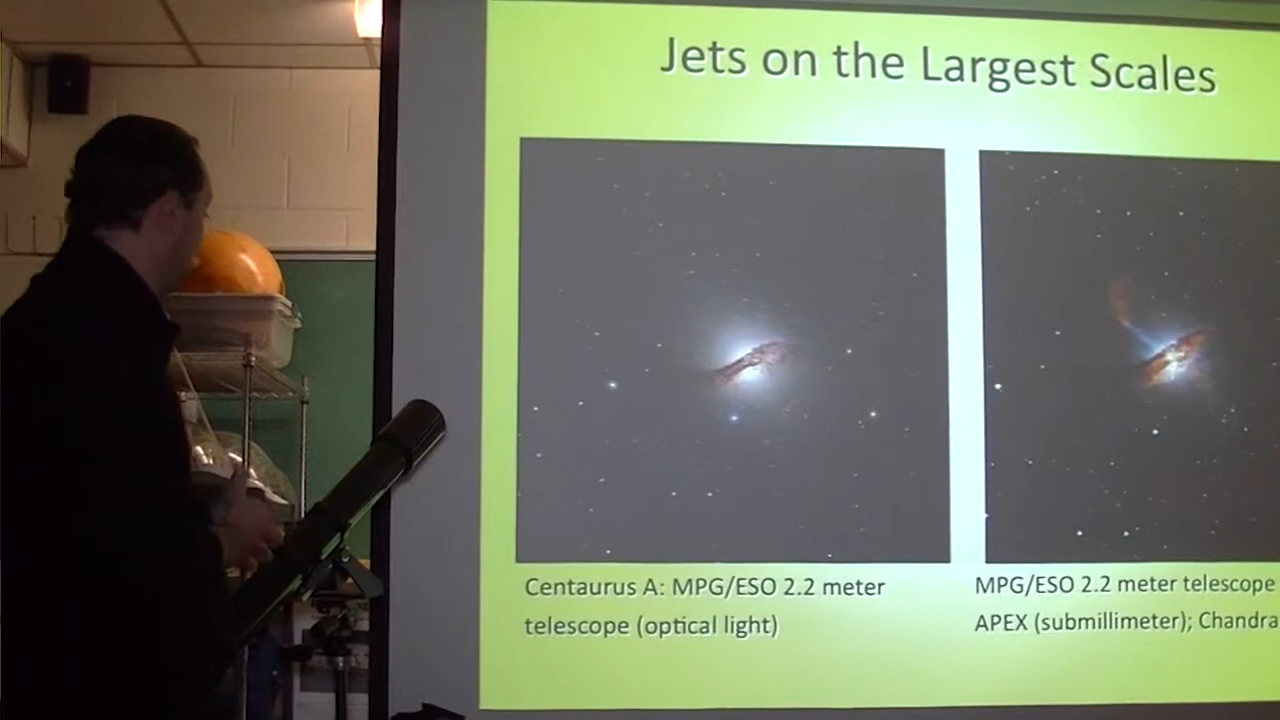 Jets on the Largest Scales
Centaurus A: MPG/ESO 2.2 meter
telescope (optical light)
MPG/ESO 2.2 meter telescope
APEX (submillimeter); Chandra